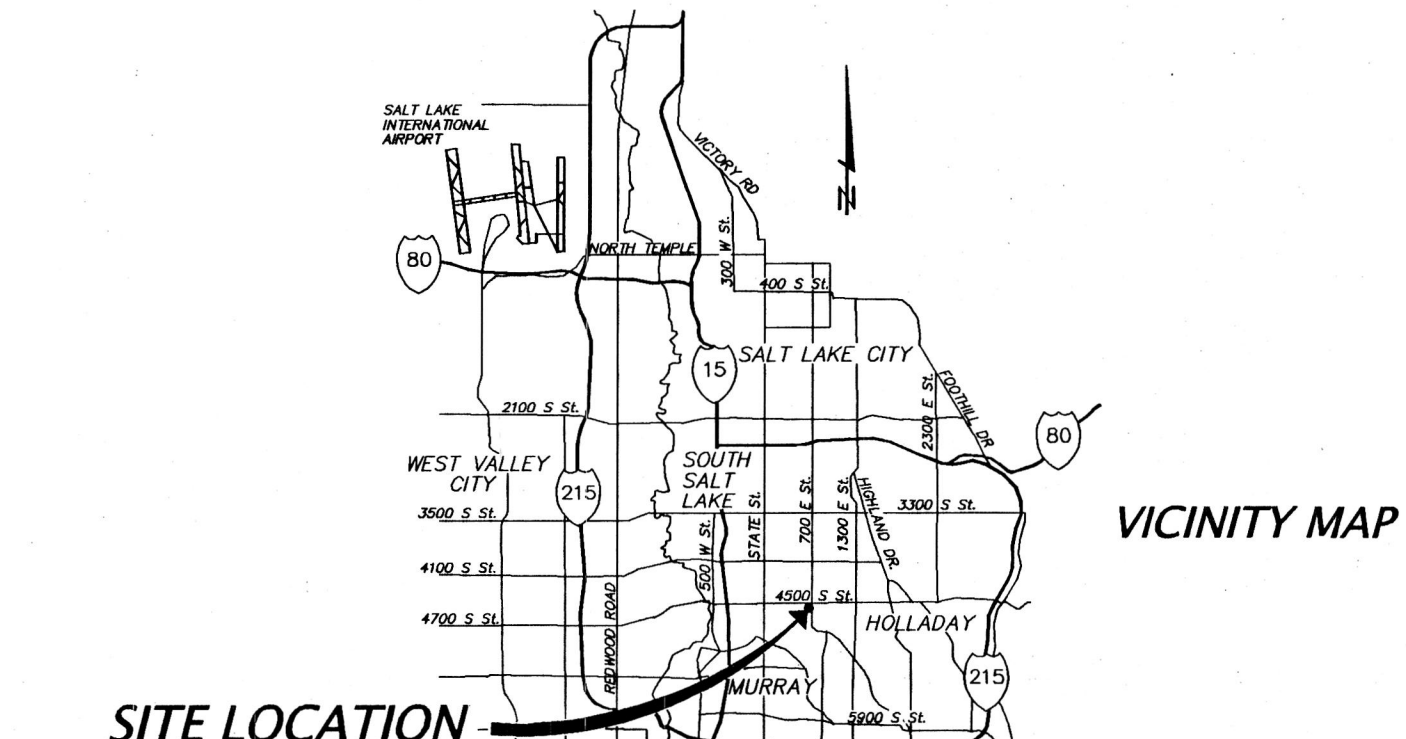 SALT LAKE
INTERNATIONAL
AIRPORT
VICTORY RD
N
80
NORTH TEMPLE
300 W St.
400 S St.
15
SALT LAKE CITY
2300 E St.
FOOTHILL DR
2100 S St.
80
WEST VALLEY
CITY
215
SOUTH
SALT
LAKE
3500 S St.
500 W St.
STATE St.
700 E St.
1300 E St.
HIGHLAND DR.
3300 S St.
VICINITY MAP
4100 S St.
4700 S St.
REDWOOD ROAD
4500 S St.
HOLLADAY
MURRAY
215
5900 S St.
SITE LOCATION